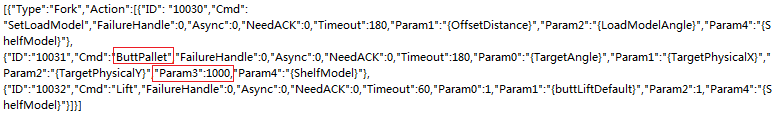 [{"Type":"Fork","Action":[{"ID": "10030","Cmd":
"SetLoadModel","FailureHandle":0,"Async":0,"NeedACK":0,"Timeout":180,"Param1":"{OffsetDistance}","Param2":"{LoadModelAngle}","Param4":"{S
helfModel}"},
{"ID":"10031","Cmd":"ButtPallet","FailureHandle":0,"Async":0,"NeedACK":0,"Timeout":180,"Param0":"{TargetAngle}","Param1":"{TargetPhysicalX}","
Param2":"{TargetPhysicalY}","Param3":1000,"Param4":"{ShelfModel}"},
{"ID":"10032","Cmd":"Lift","FailureHandle":0,"Async":0,"NeedACK":0,"Timeout":60,"Param0":1,"Param1":"{buttLiftDefault}","Param2":1,"Param4":"{S
helfModel}"}]}]